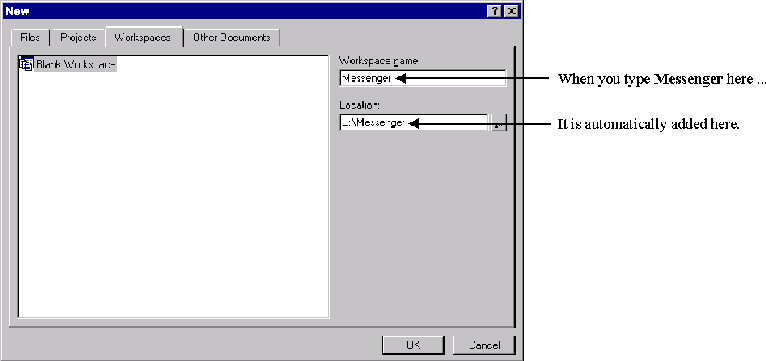 New
Files Projects Workspaces Other Documents
Blank Workspace
Workspace name
Messenger
When you type Messenger here ...
Location:
\Messenger
It is automatically added here.
OK Cancel